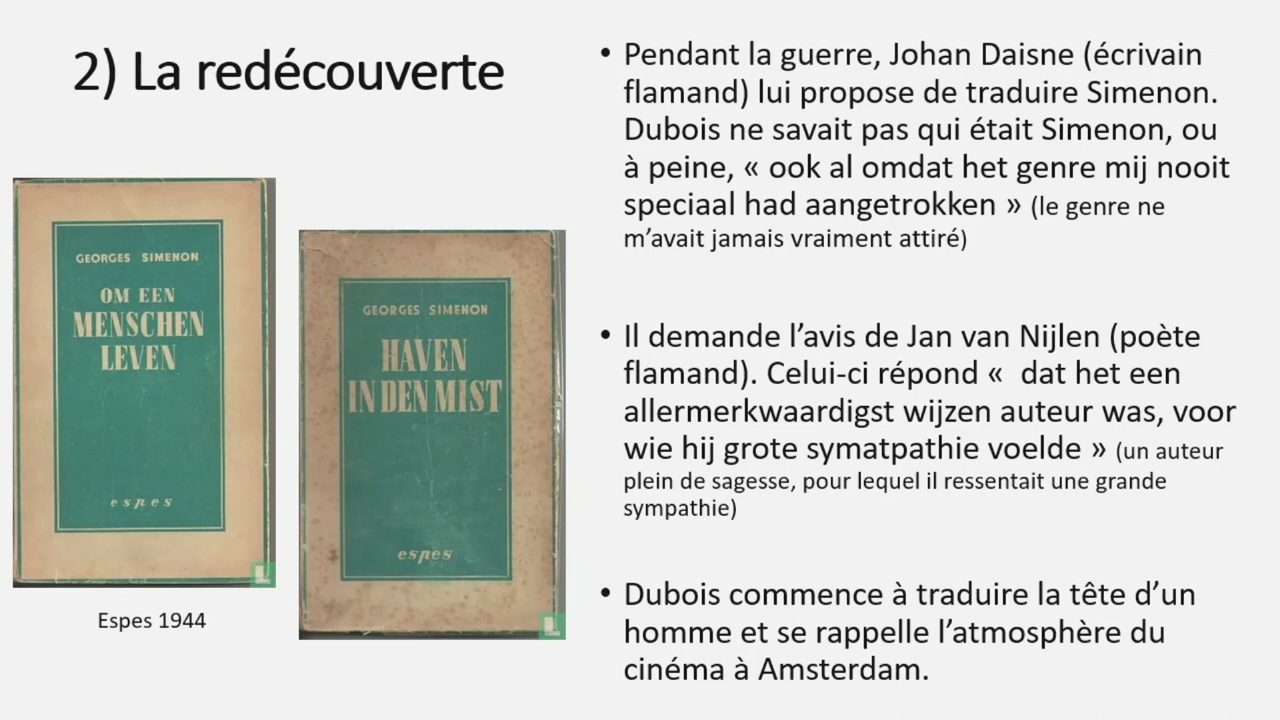 2) La redécouverte
GEORGES SIMENON
OM EEN
MENSCHEN
LEVEN
espes
Espes 1944
GEORGES SIMENON
HAVEN
IN DEN MIST
espes
L
L
• Pendant la guerre, Johan Daisne (écrivain
flamand) lui propose de traduire Simenon.
Dubois ne savait pas qui était Simenon, ou
à peine, « ook al omdat het genre mij nooit
speciaal had aangetrokken » (le genre ne
m’avait jamais vraiment attiré)
• Il demande l’avis de Jan van Nijlen (poète
flamand). Celui-ci répond «  dat het een
allermerkwaardigst wijzen auteur was, voor
wie hij grote symatpathie voelde » (un auteur
plein de sagesse, pour lequel il ressentait une grande
sympathie)
• Dubois commence à traduire la tête d’un
homme et se rappelle l’atmosphère du
cinéma à Amsterdam.